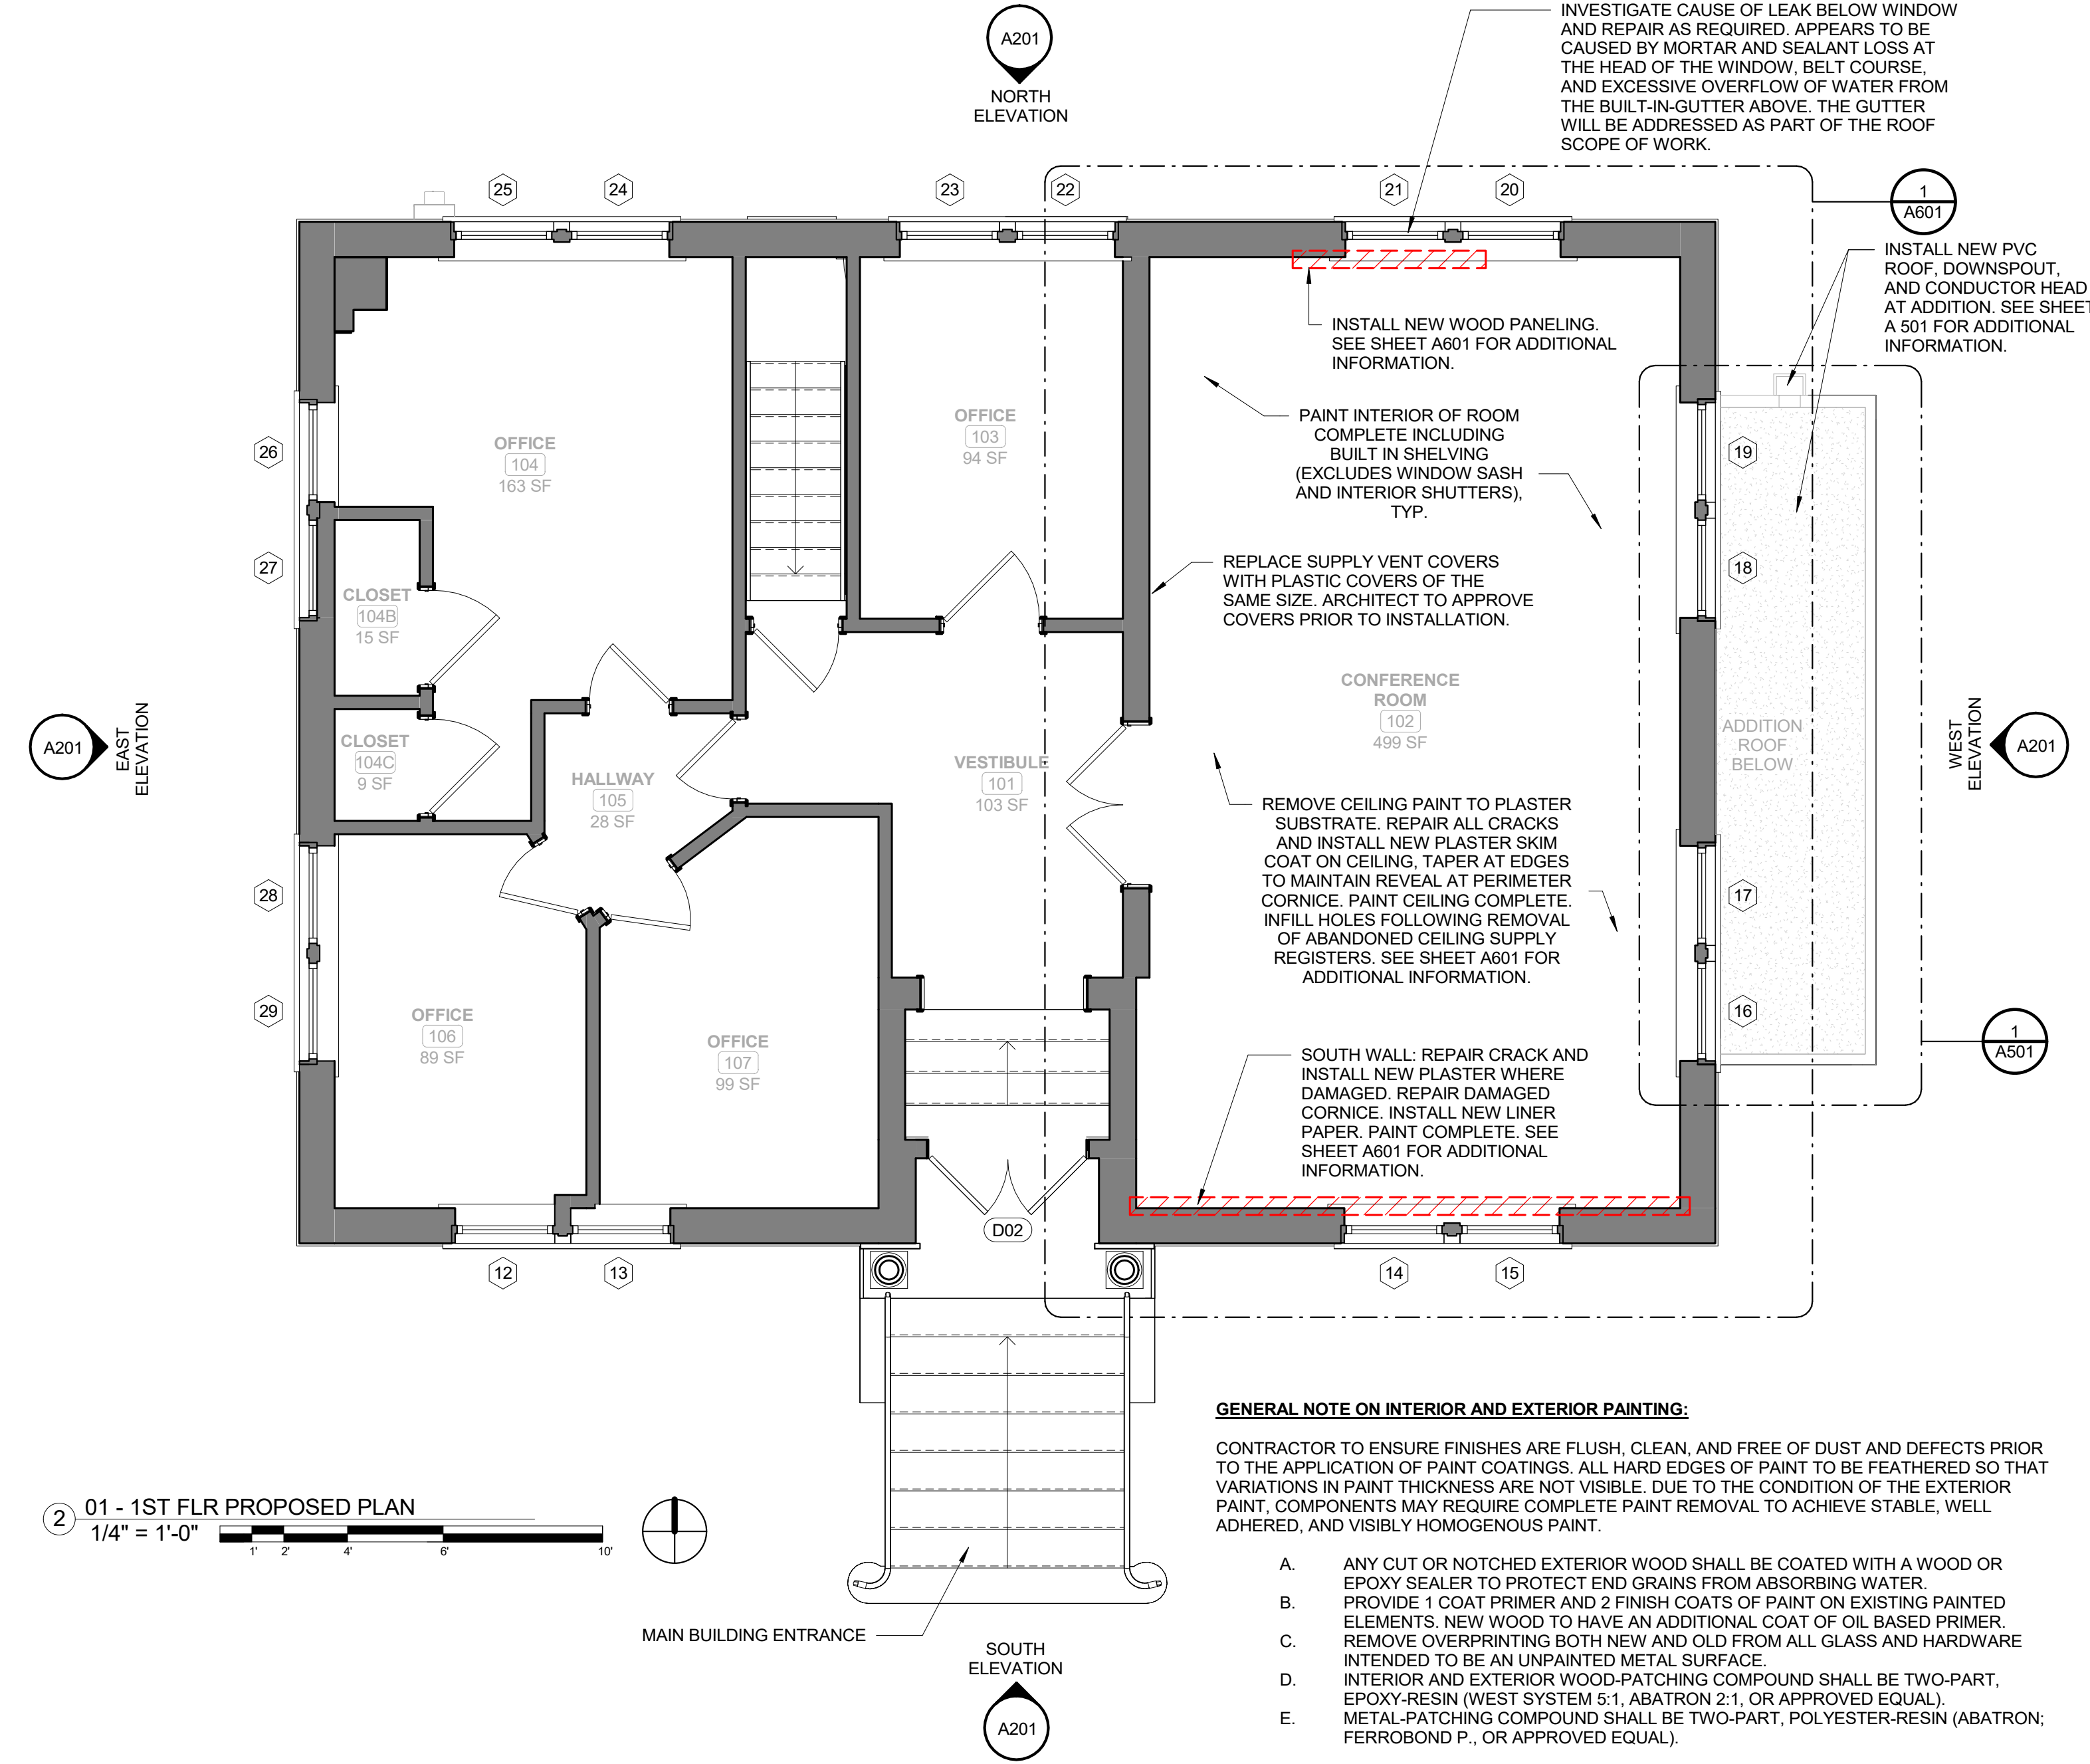 INVESTIGATE CAUSE OF LEAK BELOW WINDOW
AND REPAIR AS REQUIRED. APPEARS TO BE
CAUSED BY MORTAR AND SEALANT LOSS AT
THE HEAD OF THE WINDOW, BELT COURSE,
AND EXCESSIVE OVERFLOW OF WATER FROM
THE BUILT-IN-GUTTER ABOVE. THE GUTTER
WILL BE ADDRESSED AS PART OF THE ROOF
SCOPE OF WORK.
A201
NORTH
ELEVATION
25
24
23
22
21
20
1
A601
INSTALL NEW PVC
ROOF, DOWNSPOUT,
AND CONDUCTOR HEAD
AT ADDITION. SEE SHEET
A 501 FOR ADDITIONAL
INFORMATION.
INSTALL NEW WOOD PANELING.
SEE SHEET A601 FOR ADDITIONAL
INFORMATION.
OFFICE
104
163 SF
OFFICE
103
94 SF
PAINT INTERIOR OF ROOM
COMPLETE INCLUDING
BUILT IN SHELVING
(EXCLUDES WINDOW SASH
AND INTERIOR SHUTTERS),
TYP.
26
19
27
18
REPLACE SUPPLY VENT COVERS
WITH PLASTIC COVERS OF THE
SAME SIZE. ARCHITECT TO APPROVE
COVERS PRIOR TO INSTALLATION.
CLOSET
104B
15 SF
CONFERENCE
ROOM
102
499 SF
A201
EAST
ELEVATION
CLOSET
104C
9 SF
HALLWAY
105
28 SF
VESTIBULE
101
103 SF
ADDITION
ROOF
BELOW
WEST
ELEVATION
A201
REMOVE CEILING PAINT TO PLASTER
SUBSTRATE. REPAIR ALL CRACKS
AND INSTALL NEW PLASTER SKIM
COAT ON CEILING, TAPER AT EDGES
TO MAINTAIN REVEAL AT PERIMETER
CORNICE. PAINT CEILING COMPLETE.
INFILL HOLES FOLLOWING REMOVAL
OF ABANDONED CEILING SUPPLY
REGISTERS. SEE SHEET A601 FOR
ADDITIONAL INFORMATION.
28
17
29
16
OFFICE
106
89 SF
OFFICE
107
99 SF
1
A501
SOUTH WALL: REPAIR CRACK AND
INSTALL NEW PLASTER WHERE
DAMAGED. REPAIR DAMAGED
CORNICE. INSTALL NEW LINER
PAPER. PAINT COMPLETE. SEE
SHEET A601 FOR ADDITIONAL
INFORMATION.
D02
12
13
14
15
GENERAL NOTE ON INTERIOR AND EXTERIOR PAINTING:
CONTRACTOR TO ENSURE FINISHES ARE FLUSH, CLEAN, AND FREE OF DUST AND DEFECTS PRIOR
TO THE APPLICATION OF PAINT COATINGS. ALL HARD EDGES OF PAINT TO BE FEATHERED SO THAT
VARIATIONS IN PAINT THICKNESS ARE NOT VISIBLE. DUE TO THE CONDITION OF THE EXTERIOR
PAINT, COMPONENTS MAY REQUIRE COMPLETE PAINT REMOVAL TO ACHIEVE STABLE, WELL
ADHERED, AND VISIBLY HOMOGENOUS PAINT.
A. ANY CUT OR NOTCHED EXTERIOR WOOD SHALL BE COATED WITH A WOOD OR
EPOXY SEALER TO PROTECT END GRAINS FROM ABSORBING WATER.
B. PROVIDE 1 COAT PRIMER AND 2 FINISH COATS OF PAINT ON EXISTING PAINTED
ELEMENTS. NEW WOOD TO HAVE AN ADDITIONAL COAT OF OIL BASED PRIMER.
C. REMOVE OVERPRINTING BOTH NEW AND OLD FROM ALL GLASS AND HARDWARE
INTENDED TO BE AN UNPAINTED METAL SURFACE.
D. INTERIOR AND EXTERIOR WOOD-PATCHING COMPOUND SHALL BE TWO-PART,
EPOXY-RESIN (WEST SYSTEM 5:1, ABATRON 2:1, OR APPROVED EQUAL).
E. METAL-PATCHING COMPOUND SHALL BE TWO-PART, POLYESTER-RESIN (ABATRON;
FERROBOND P., OR APPROVED EQUAL).
2
01 - 1ST FLR PROPOSED PLAN
1/4" = 1'-0"
1' 2' 4' 6' 10'
MAIN BUILDING ENTRANCE
SOUTH
ELEVATION
A201